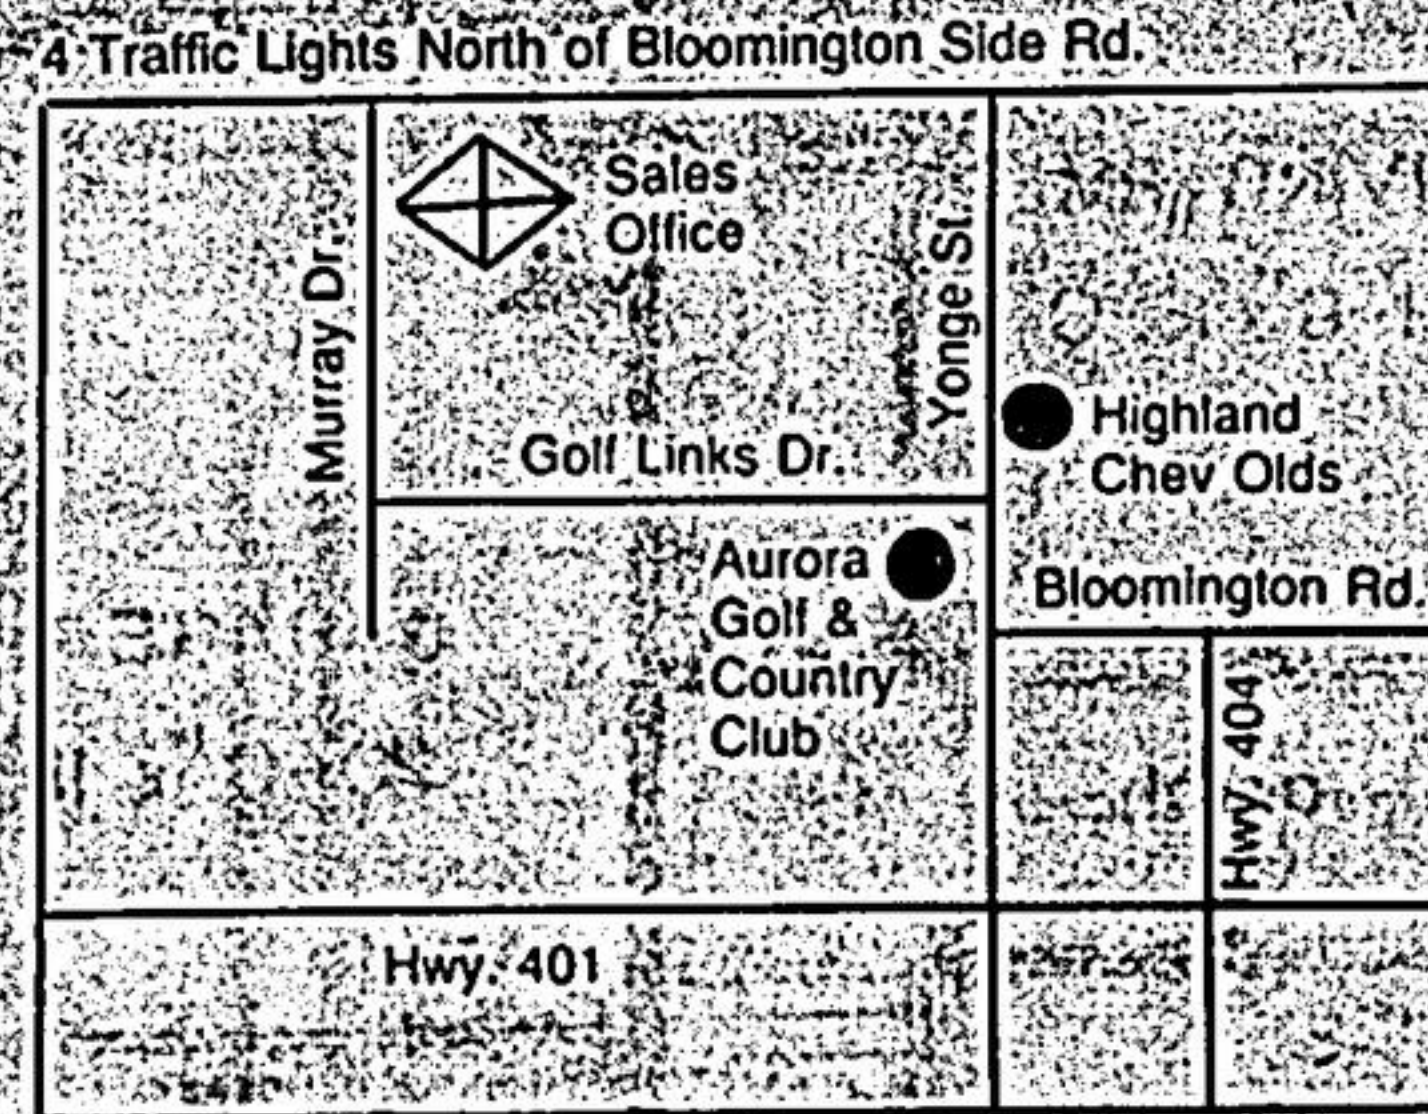 4 Traffic Lights North of Bloomington Side Rd.
Sales
Office
Murray Dr.
Yonge St.
Highland
Chev Olds
Golf Links Dr.
Aurora
Golf &
Country
Club
Bloomington Rd.
Hwy. 404
Hwy. 401